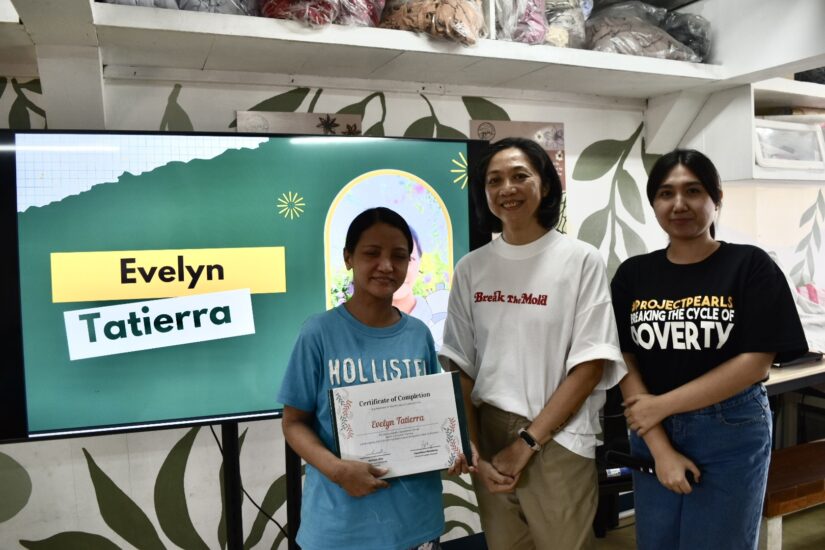 Evelyn
Tatierra
HOLLISTE
Certificate of Completion
Evelyn Tatierra
Break The Mold
#PROJECTPEARLS
BREAKING THE CYCLE OF
POVERTY